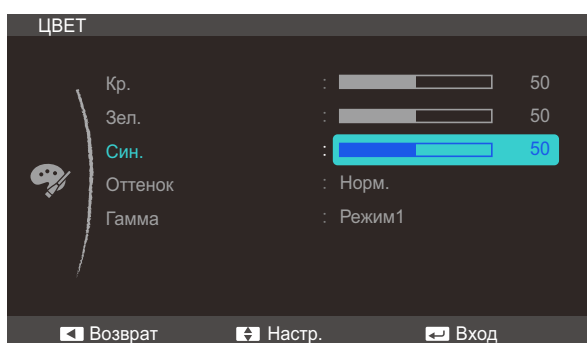 ЦВЕТ
Кр. : 50
Зел. : 50
Син. : 50
Оттенок : Норм.
Гамма : Режим1
Возврат Настр. Вход